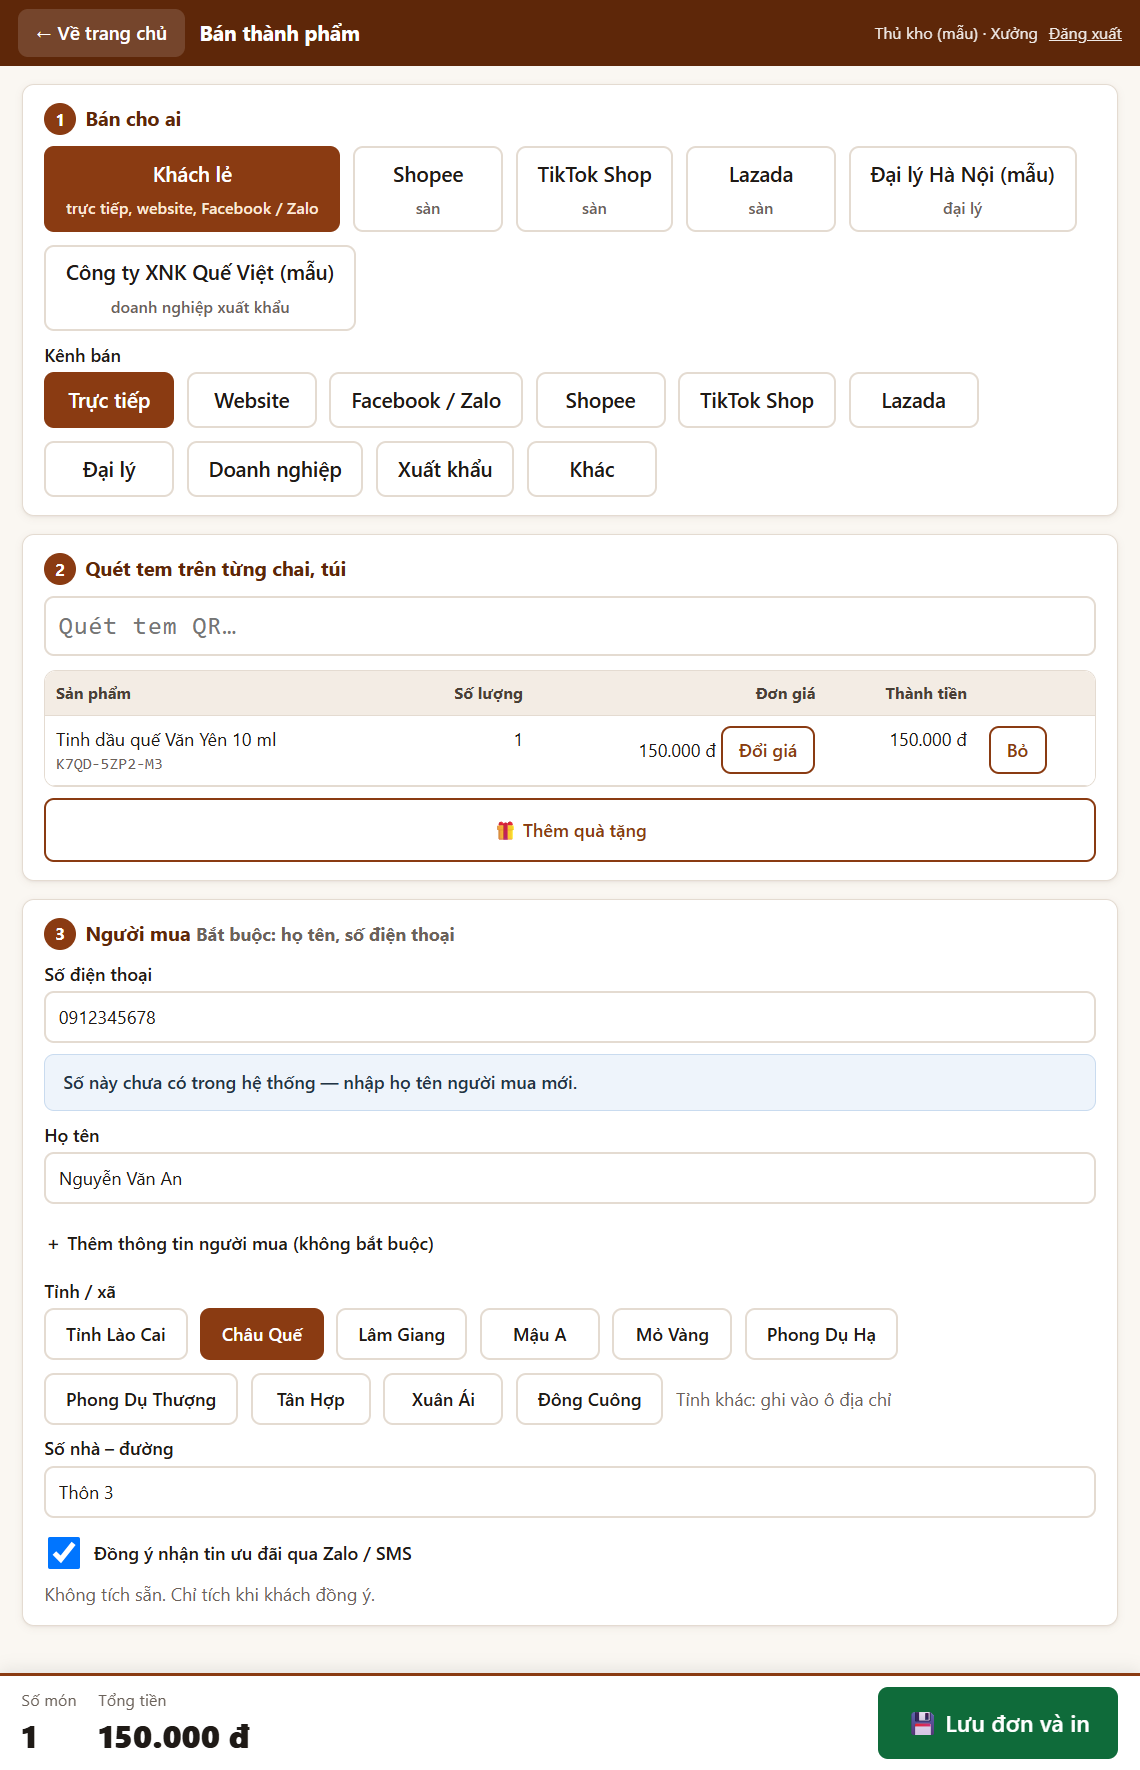 ← Về trang chủ Bán thành phẩm Thủ kho (mẫu) · Xưởng Đăng xuất
1 Bán cho ai
Khách lẻ Shopee TikTok Shop Lazada Đại lý Hà Nội (mẫu)
trực tiếp, website, Facebook / Zalo sàn sàn sàn đại lý
Công ty XNK Quế Việt (mẫu)
doanh nghiệp xuất khẩu
Kênh bán
Trực tiếp Website Facebook / Zalo Shopee TikTok Shop Lazada
Đại lý Doanh nghiệp Xuất khẩu Khác
2 Quét tem trên từng chai, túi
Quét tem QR…
Sản phẩm Số lượng Đơn giá Thành tiền
Tinh dầu quế Văn Yên 10 ml 1 150.000 đ Đổi giá 150.000 đ Bỏ
K7QD-5ZP2-M3
Thêm quà tặng
3 Người mua Bắt buộc: họ tên, số điện thoại
Số điện thoại
0912345678
Số này chưa có trong hệ thống — nhập họ tên người mua mới.
Họ tên
Nguyễn Văn An
+ Thêm thông tin người mua (không bắt buộc)
Tỉnh / xã
Tỉnh Lào Cai Châu Quế Lâm Giang Mậu A Mỏ Vàng Phong Dụ Hạ
Phong Dụ Thượng Tân Hợp Xuân Ái Đông Cuông Tỉnh khác: ghi vào ô địa chỉ
Số nhà – đường
Thôn 3
Đồng ý nhận tin ưu đãi qua Zalo / SMS
Không tích sẵn. Chỉ tích khi khách đồng ý.
Số món Tổng tiền
1 150.000 đ Lưu đơn và in